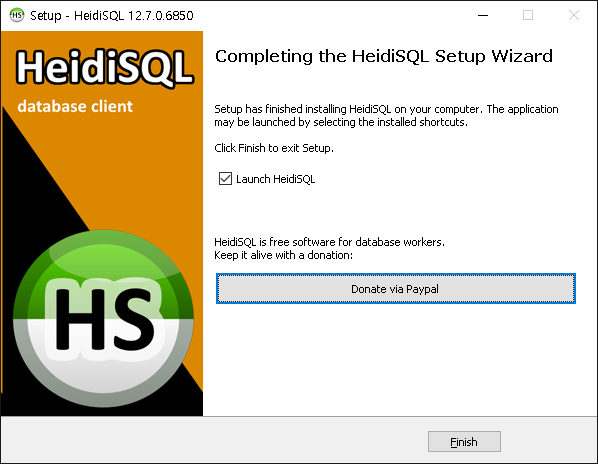 Setup - HeidiSQL 12.7.0.6850
HeidiSQL
database client
HS
Completing the HeidiSQL Setup Wizard
Setup has finished installing HeidiSQL on your computer. The application
may be launched by selecting the installed shortcuts.
Click Finish to exit Setup.
Launch HeidiSQL
HeidiSQL is free software for database workers.
Keep it alive with a donation:
Donate via Paypal
Finish